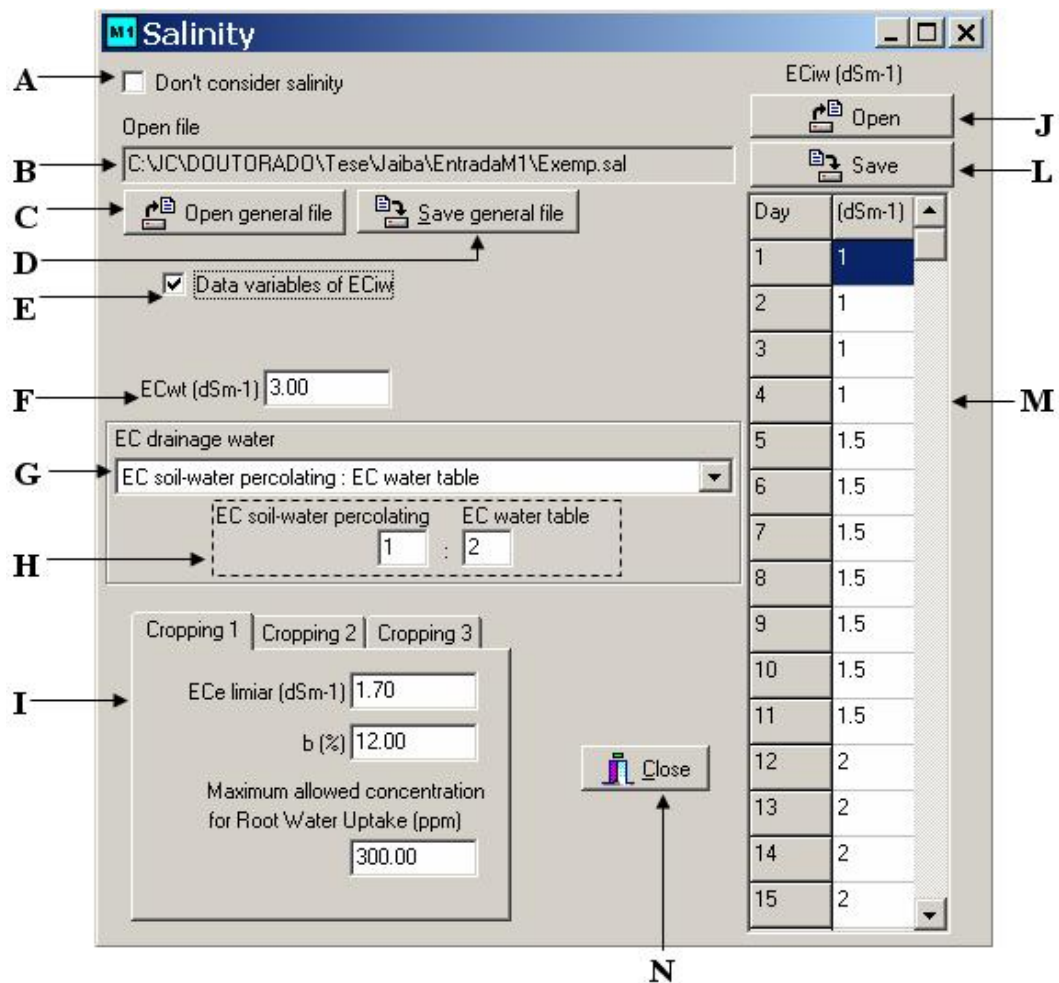 M1 Salinity
A
Don't consider salinity
Open file
B
C:\JC\DOUTORADO\Tese\Jaiba\EntradaM1\Exemp.sal
C
Open general file
Save general file
D
E
Data variables of ECiw
F
ECwt (dSm-1) 3.00
EC drainage water
G
EC soil-water percolating : EC water table
EC soil-water percolating EC water table
H
1 : 2
Cropping 1 Cropping 2 Cropping 3
I
ECe limiar (dSm-1) 1.70
b (%) 12.00
Maximum allowed concentration
for Root Water Uptake (ppm)
300.00
Close
N
ECiw (dSm-1)
Open
J
Save
L
Day (dSm-1)
1 1
2 1
3 1
4 1
M
5 1.5
6 1.5
7 1.5
8 1.5
9 1.5
10 1.5
11 1.5
12 2
13 2
14 2
15 2